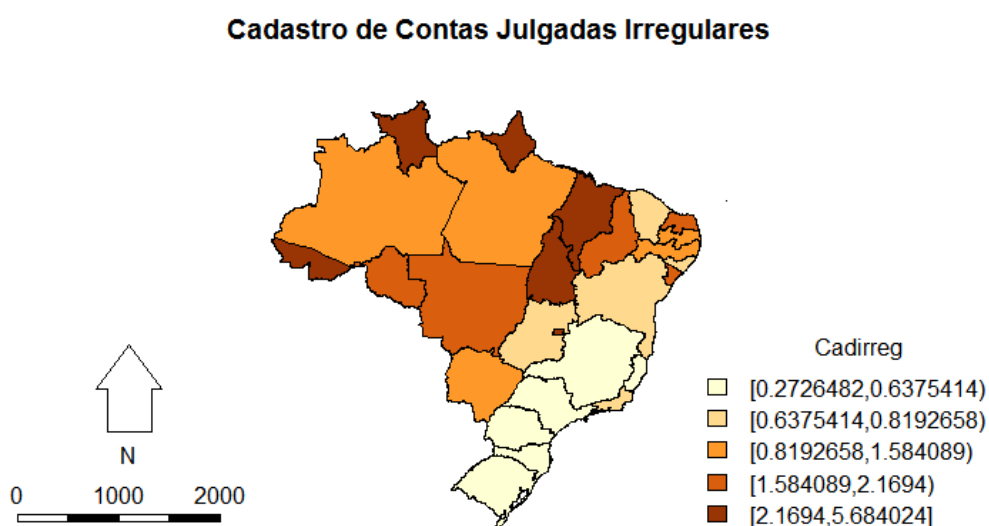 Cadastro de Contas Julgadas Irregulares
Cadirreg
[0.2726482,0.6375414)
[0.6375414,0.8192658)
[0.8192658,1.584089)
[1.584089,2.1694)
[2.1694,5.684024]
N
0 1000 2000